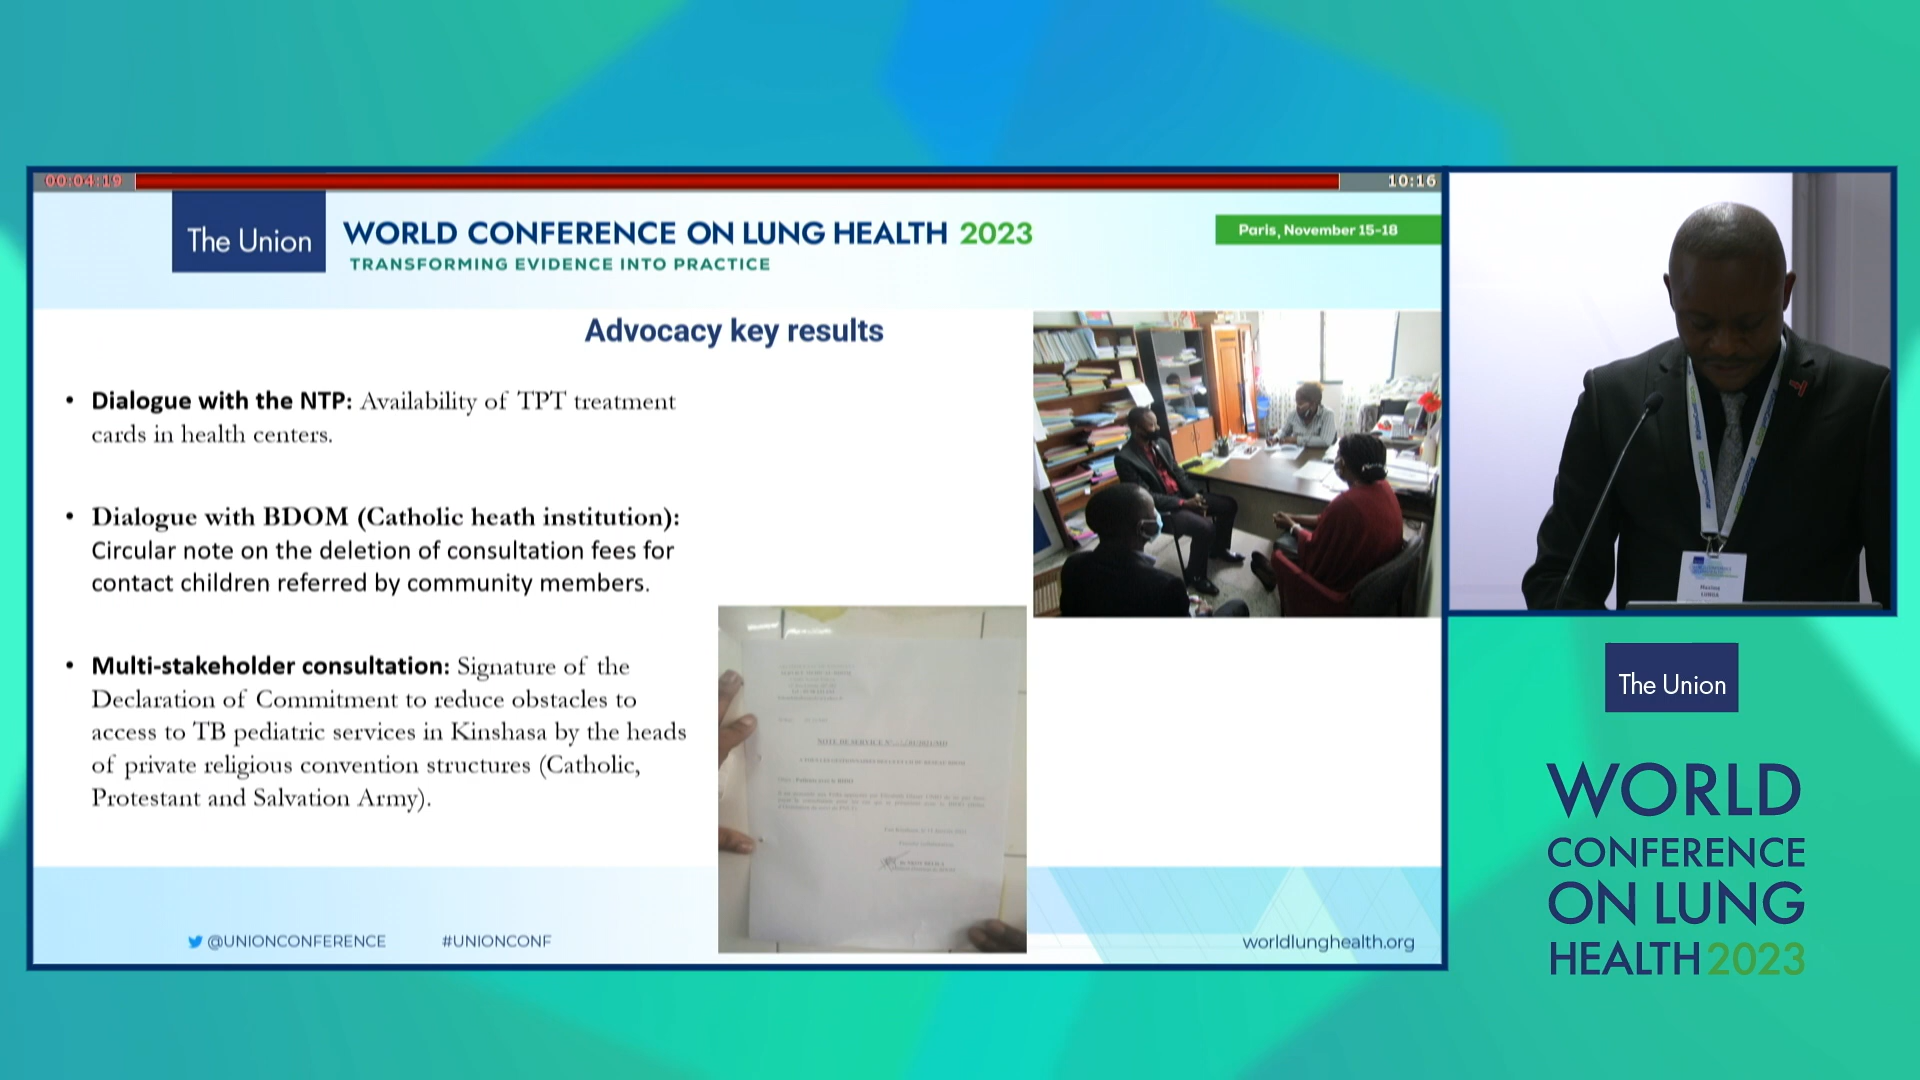 00:04:19
10:16
The Union
WORLD CONFERENCE ON LUNG HEALTH 2023
TRANSFORMING EVIDENCE INTO PRACTICE
Paris, November 15-18
Advocacy key results
• Dialogue with the NTP: Availability of TPT treatment
cards in health centers.
• Dialogue with BDOM (Catholic heath institution):
Circular note on the deletion of consultation fees for
contact children referred by community members.
• Multi-stakeholder consultation: Signature of the
Declaration of Commitment to reduce obstacles to
access to TB pediatric services in Kinshasa by the heads
of private religious convention structures (Catholic,
Protestant and Salvation Army).
NOTE DE SERVICE
@UNIONCONFERENCE
#UNIONCONF
worldlunghealth.org
The Union
WORLD
CONFERENCE
ON LUNG
HEALTH 2023